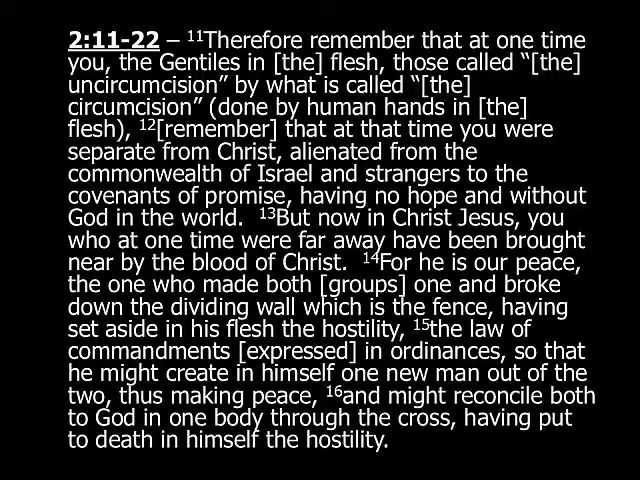 2:11-22 – ¹¹Therefore remember that at one time
you, the Gentiles in [the] flesh, those called “[the]
uncircumcision” by what is called “[the]
circumcision” (done by human hands in [the]
flesh), ¹²[remember] that at that time you were
separate from Christ, alienated from the
commonwealth of Israel and strangers to the
covenants of promise, having no hope and without
God in the world. ¹³But now in Christ Jesus, you
who at one time were far away have been brought
near by the blood of Christ. ¹⁴For he is our peace,
the one who made both [groups] one and broke
down the dividing wall which is the fence, having
set aside in his flesh the hostility, ¹⁵the law of
commandments [expressed] in ordinances, so that
he might create in himself one new man out of the
two, thus making peace, ¹⁶and might reconcile both
to God in one body through the cross, having put
to death in himself the hostility.